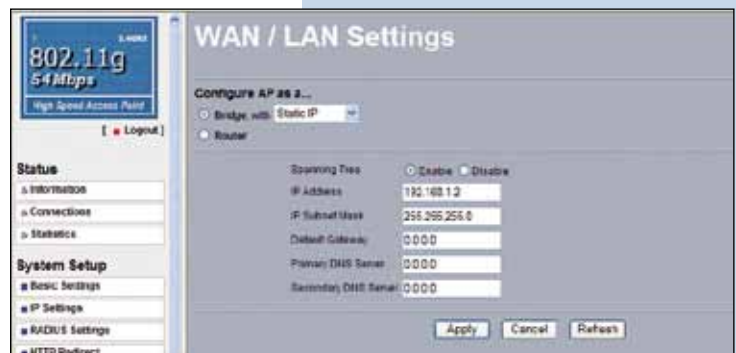 802.11g
54Mbps
High Speed Access Point
[ Logout ]
Status
Information
Connections
Statistics
System Setup
Basic Settings
IP Settings
RADIUS Settings
HTTP Redirect
WAN / LAN Settings
Configure AP as a...
Bridge, with Static IP
Router
Spanning Tree Enable Disable
IP Address 192.168.1.2
IP Subnet Mask 255.255.255.0
Default Gateway 0.0.0.0
Primary DNS Server 0.0.0.0
Secondary DNS Server 0.0.0.0
Apply Cancel Refresh